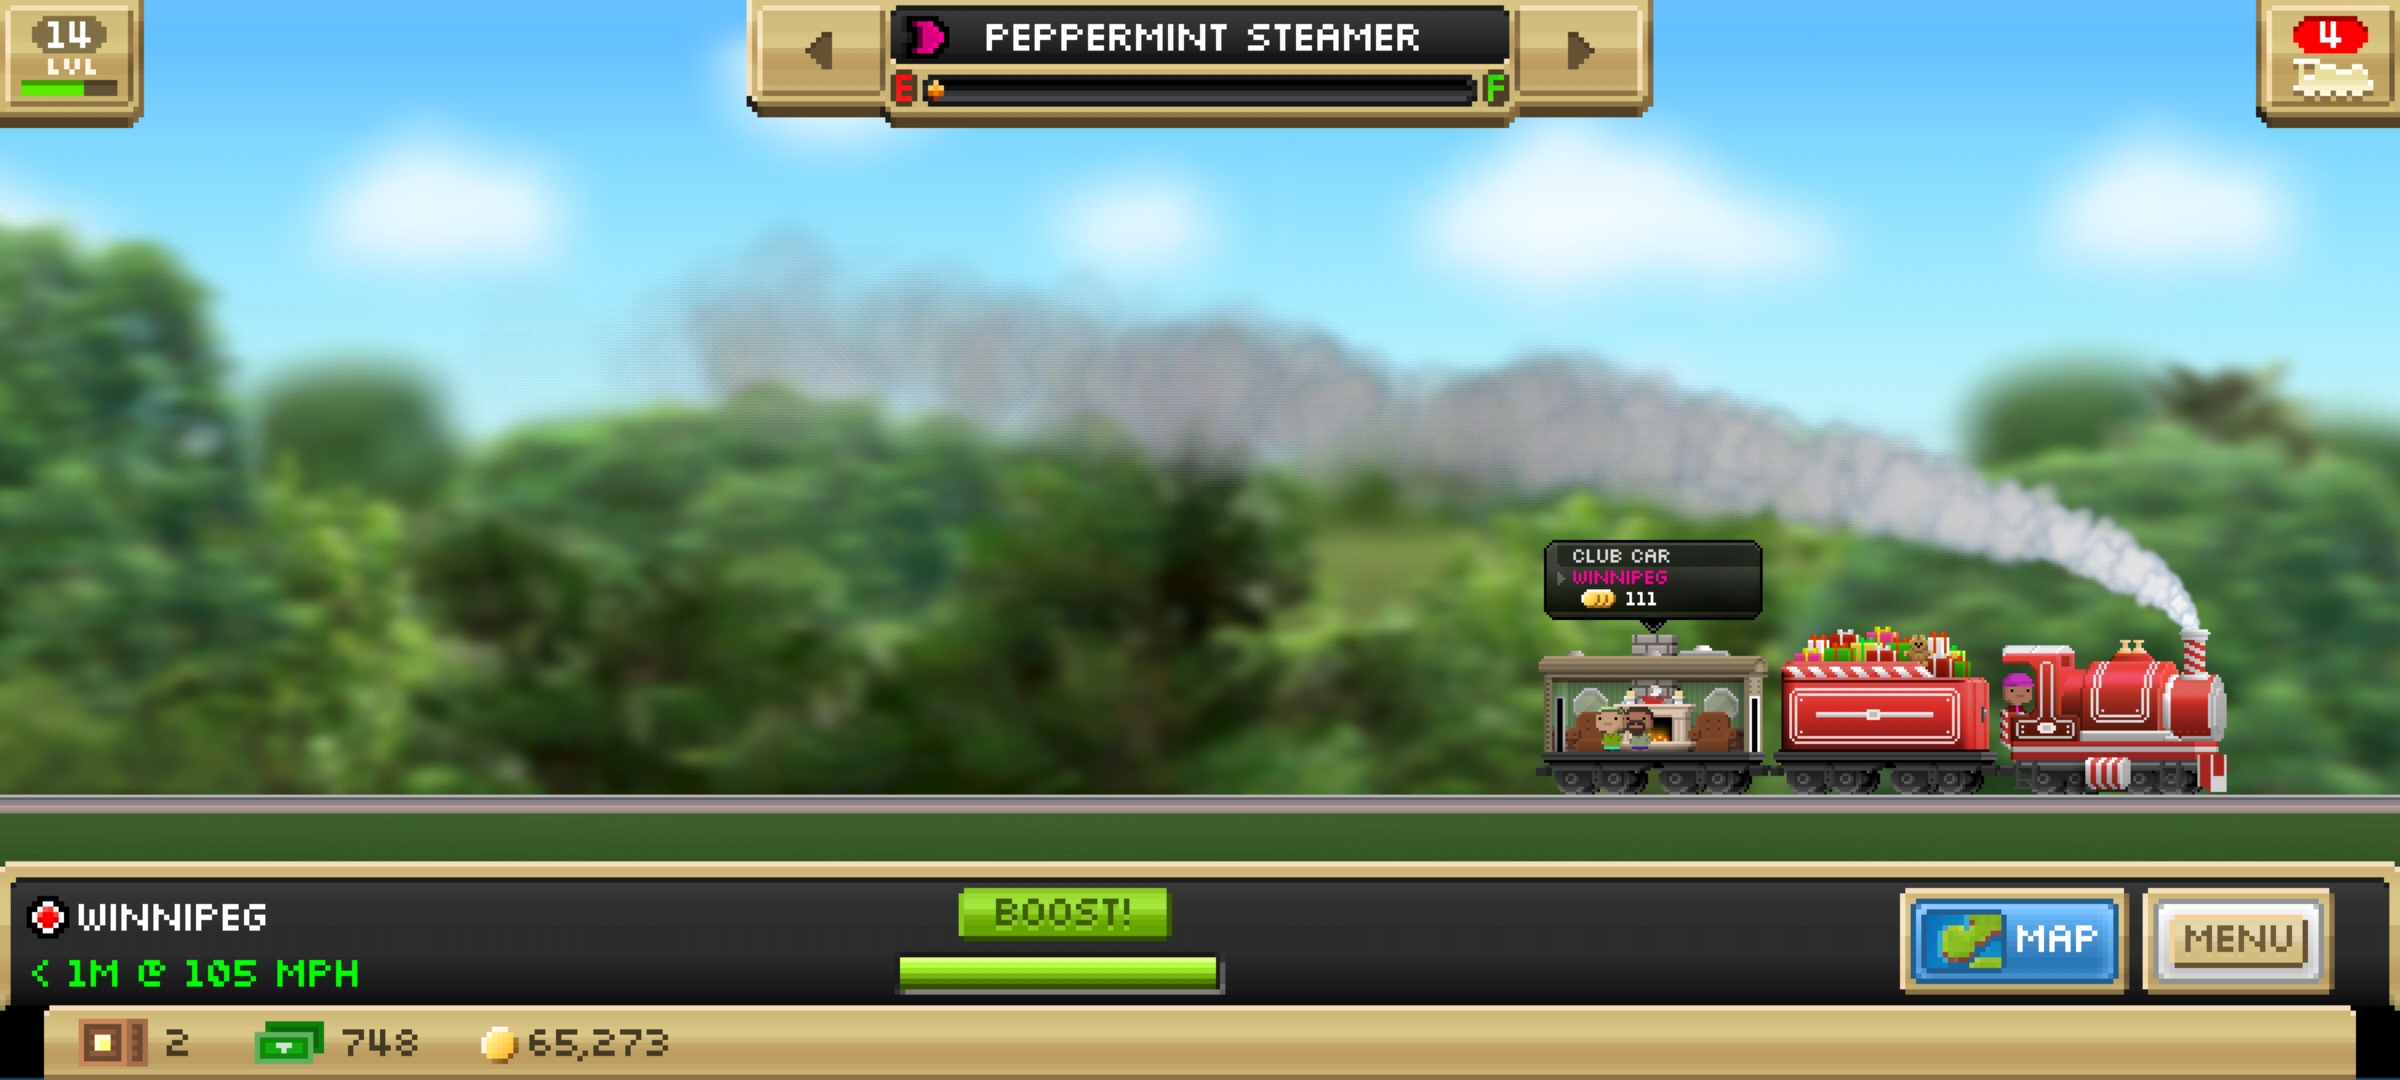 14
LVL
PEPPERMINT STEAMER
E F
4
CLUB CAR
WINNIPEG
111
WINNIPEG
< 1M @ 105 MPH
BOOST!
MAP
MENU
2 748 65,273